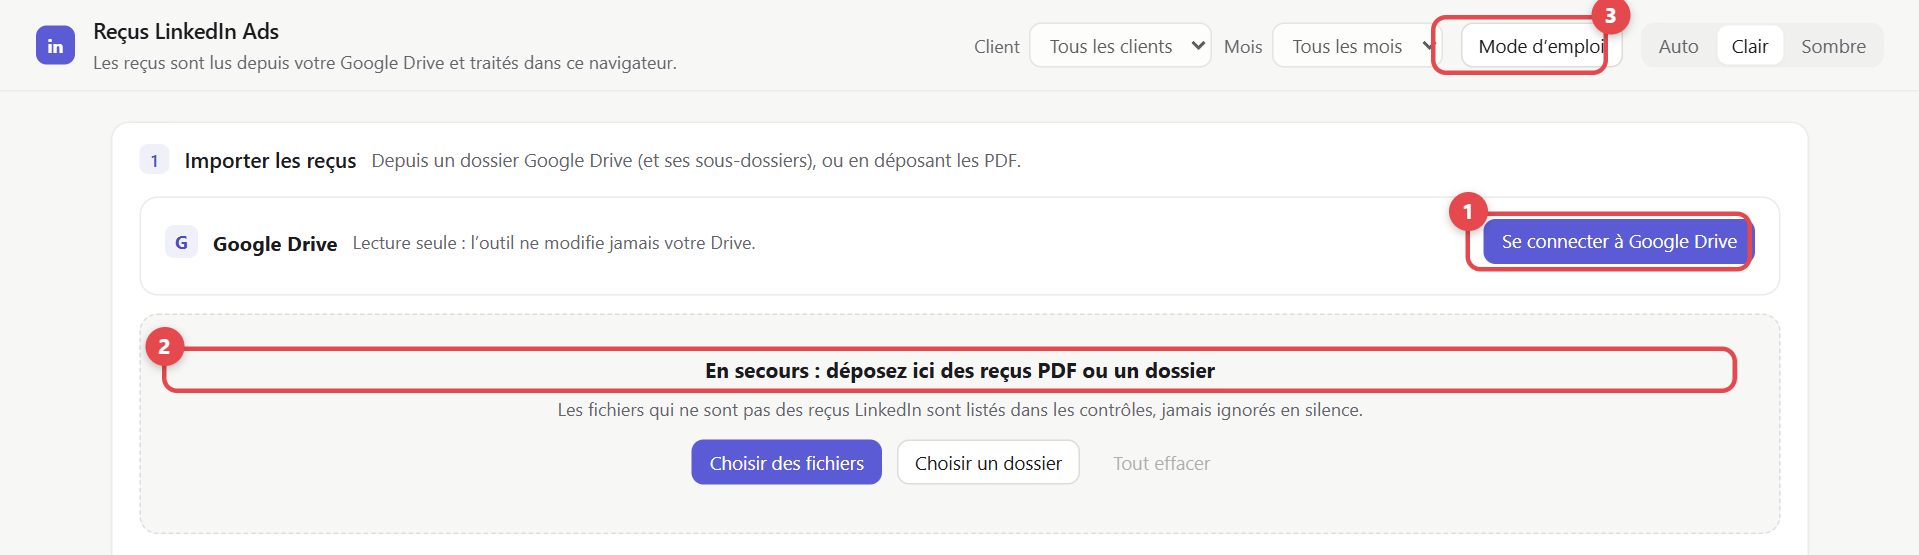 in
Reçus LinkedIn Ads
Les reçus sont lus depuis votre Google Drive et traités dans ce navigateur.
Client Tous les clients Mois Tous les mois Mode d’emploi 3 Auto Clair Sombre
1 Importer les reçus Depuis un dossier Google Drive (et ses sous-dossiers), ou en déposant les PDF.
G Google Drive Lecture seule : l’outil ne modifie jamais votre Drive.
1 Se connecter à Google Drive
2
En secours : déposez ici des reçus PDF ou un dossier
Les fichiers qui ne sont pas des reçus LinkedIn sont listés dans les contrôles, jamais ignorés en silence.
Choisir des fichiers Choisir un dossier Tout effacer